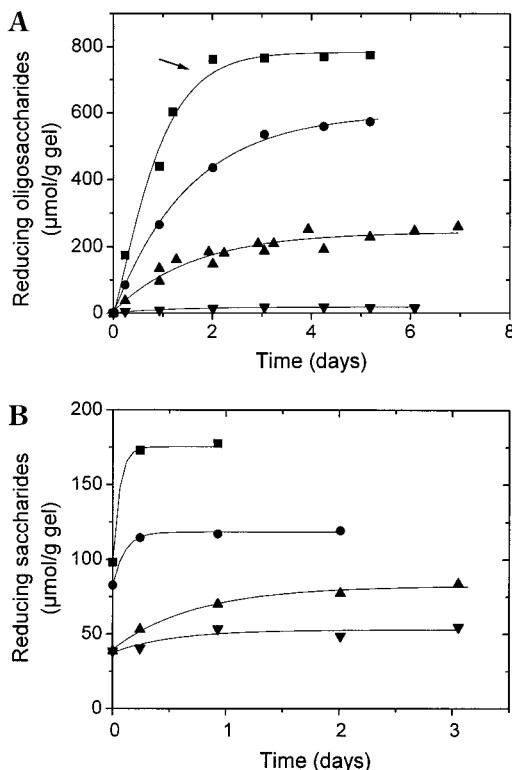 A
Reducing oligosaccharides
(μmol/g gel)
800
600
400
200
0
0 2 4 6 8
Time (days)
B
Reducing saccharides
(μmol/g gel)
200
150
100
50
0
0 1 2 3
Time (days)